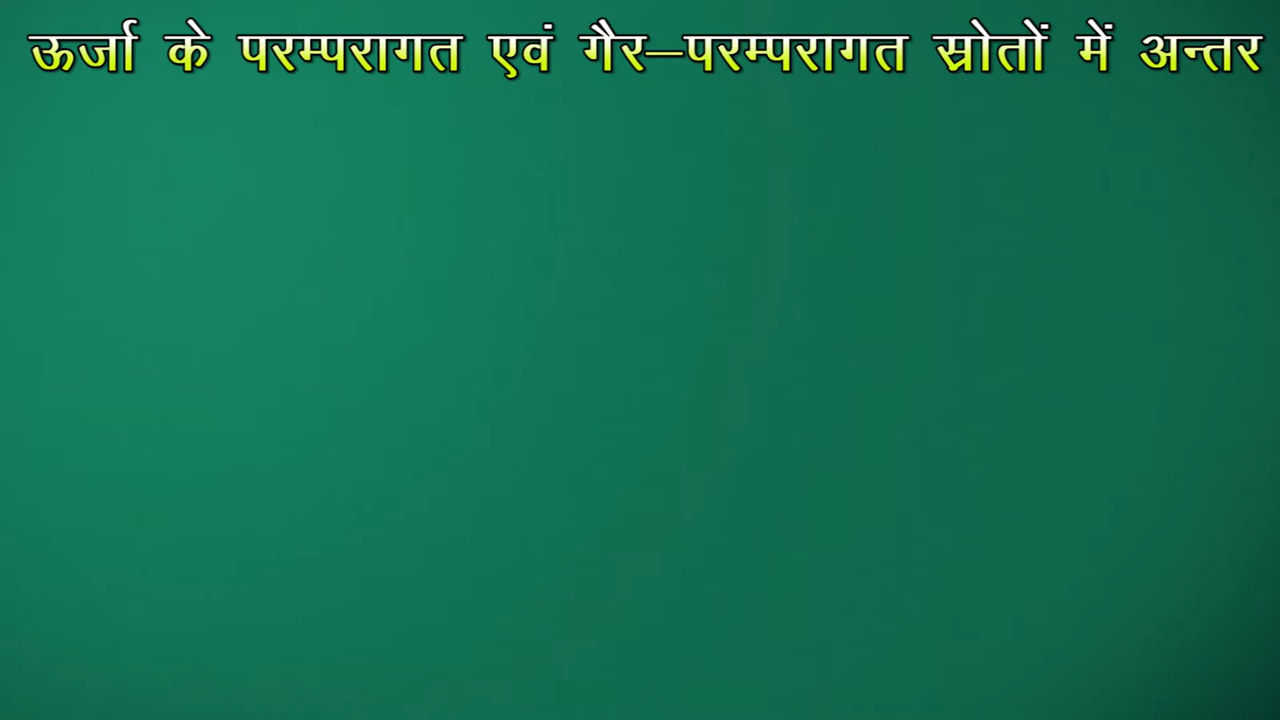 ऊर्जा के परम्परागत एवं गैर–परम्परागत स्रोतों में अन्तर